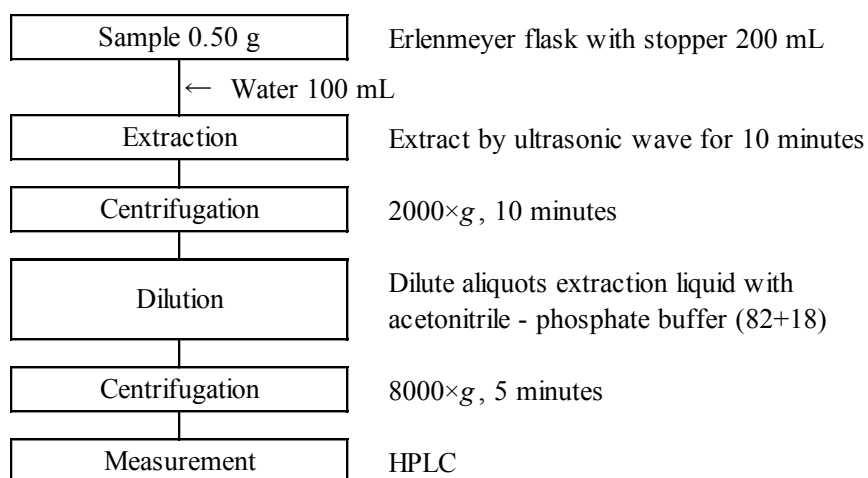 Sample 0.50 g Erlenmeyer flask with stopper 200 mL
← Water 100 mL
Extraction Extract by ultrasonic wave for 10 minutes
Centrifugation 2000×g, 10 minutes
Dilution Dilute aliquots extraction liquid with
acetonitrile - phosphate buffer (82+18)
Centrifugation 8000×g, 5 minutes
Measurement HPLC